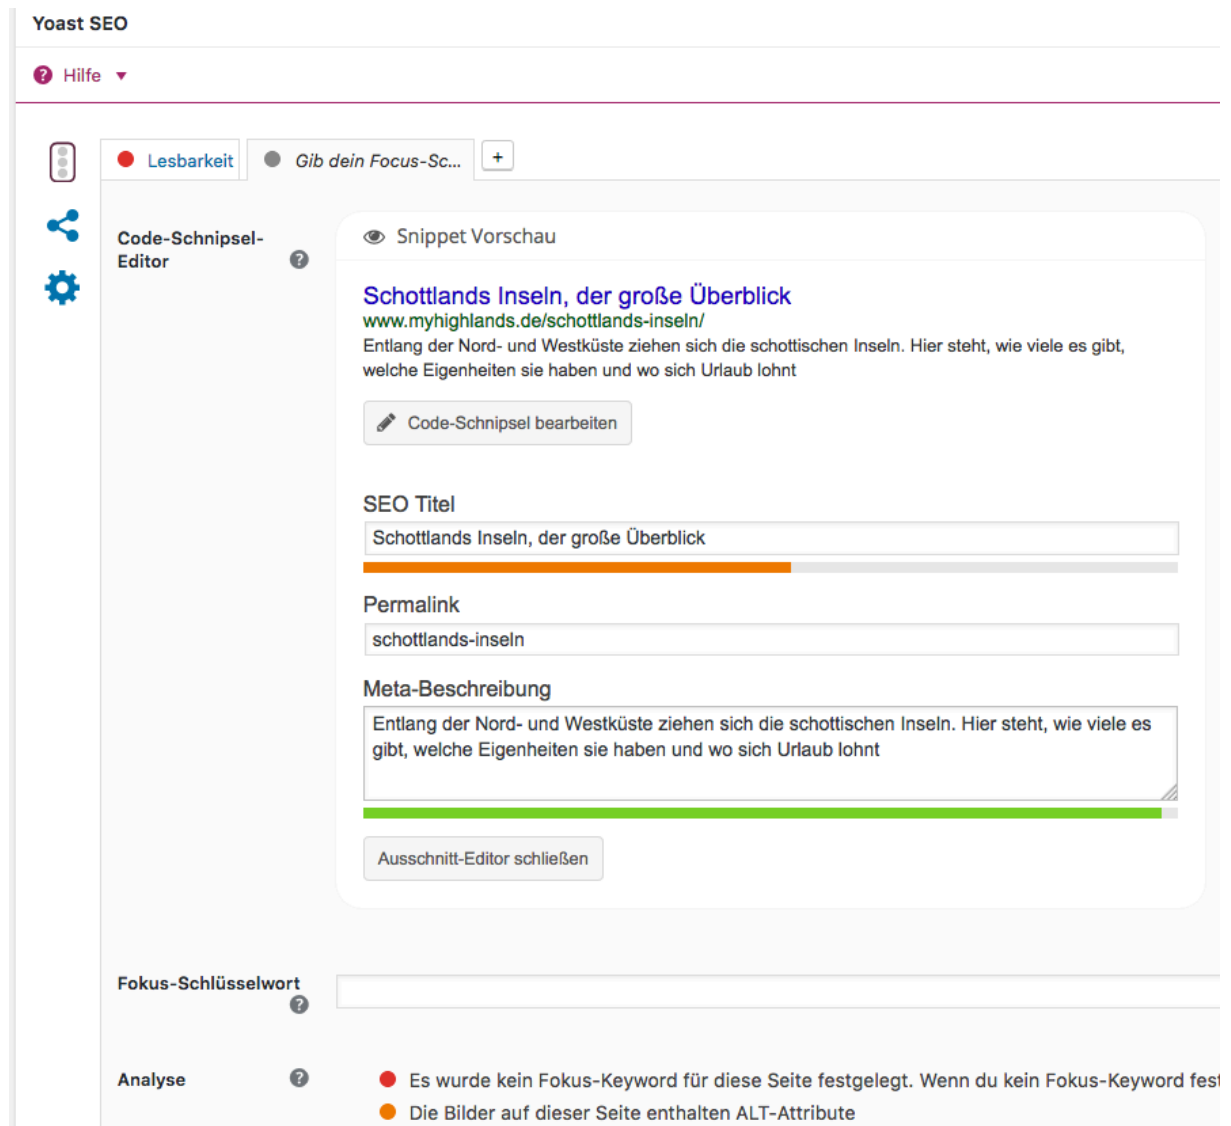 Yoast SEO
? Hilfe
Lesbarkeit
Gib dein Focus-Sc...
+
Code-Schnipsel-
Editor ?
Snippet Vorschau
Schottlands Inseln, der große Überblick
www.myhighlands.de/schottlands-inseln/
Entlang der Nord- und Westküste ziehen sich die schottischen Inseln. Hier steht, wie viele es gibt,
welche Eigenheiten sie haben und wo sich Urlaub lohnt
Code-Schnipsel bearbeiten
SEO Titel
Schottlands Inseln, der große Überblick
Permalink
schottlands-inseln
Meta-Beschreibung
Entlang der Nord- und Westküste ziehen sich die schottischen Inseln. Hier steht, wie viele es
gibt, welche Eigenheiten sie haben und wo sich Urlaub lohnt
Ausschnitt-Editor schließen
Fokus-Schlüsselwort
?
Analyse ?
Es wurde kein Fokus-Keyword für diese Seite festgelegt. Wenn du kein Fokus-Keyword fest
Die Bilder auf dieser Seite enthalten ALT-Attribute